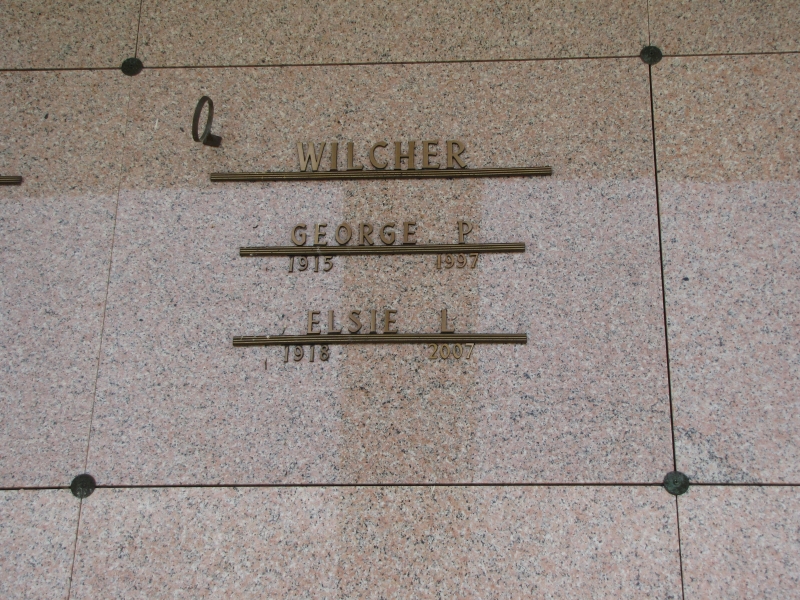 WILCHER
GEORGE P
1915 1997
ELSIE L
1918 2007